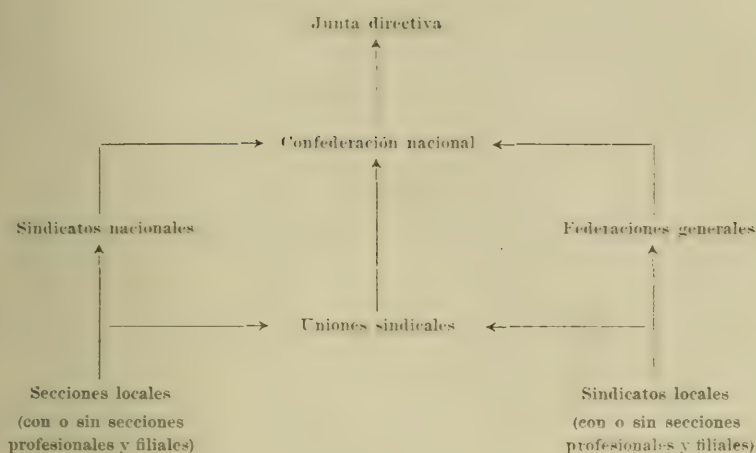 Junta directiva
Confederación nacional
Sindicatos nacionales
Federaciones generales
Uniones sindicales
Secciones locales
(con o sin secciones
profesionales y filiales)
Sindicatos locales
(con o sin secciones
profesionales y filiales)